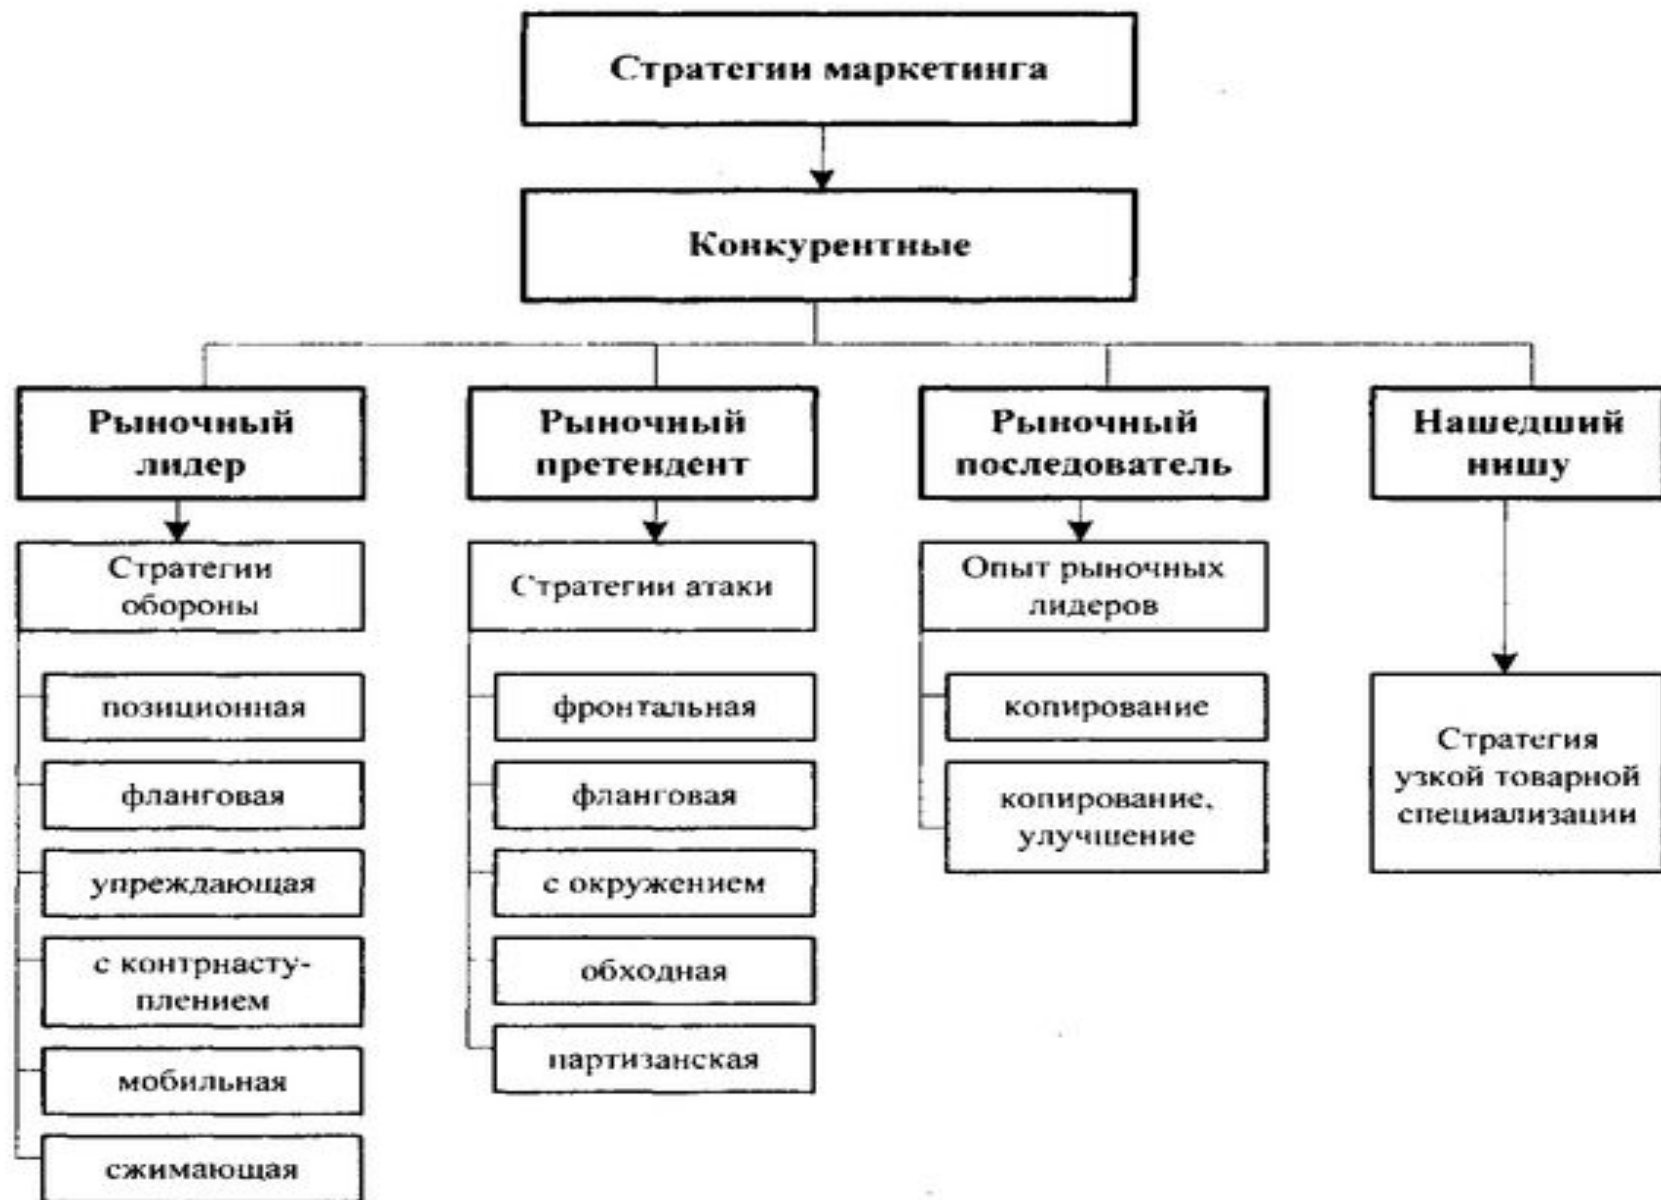 Стратегии маркетинга
Конкурентные
Рыночный
лидер
Рыночный
претендент
Рыночный
последователь
Нашедший
нишу
Стратегии
обороны
Стратегии атаки
Опыт рыночных
лидеров
позиционная
фланговая
упреждающая
с контрнасту-
плением
мобильная
сжимающая
фронтальная
фланговая
с окружением
обходная
партизанская
копирование
копирование,
улучшение
Стратегия
узкой товарной
специализации